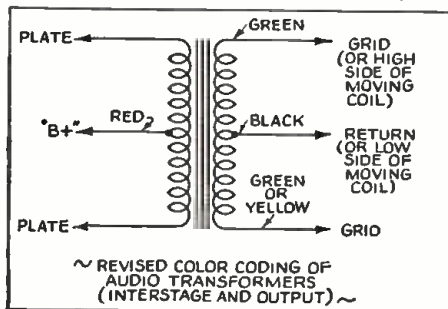 PLATE
"B+"
RED
PLATE
GREEN
GRID
(OR HIGH
SIDE OF
MOVING
COIL)
BLACK
RETURN
(OR LOW
SIDE OF
MOVING
COIL)
GREEN
OR
YELLOW
GRID
~ REVISED COLOR CODING OF
AUDIO TRANSFORMERS
(INTERSTAGE AND OUTPUT) ~